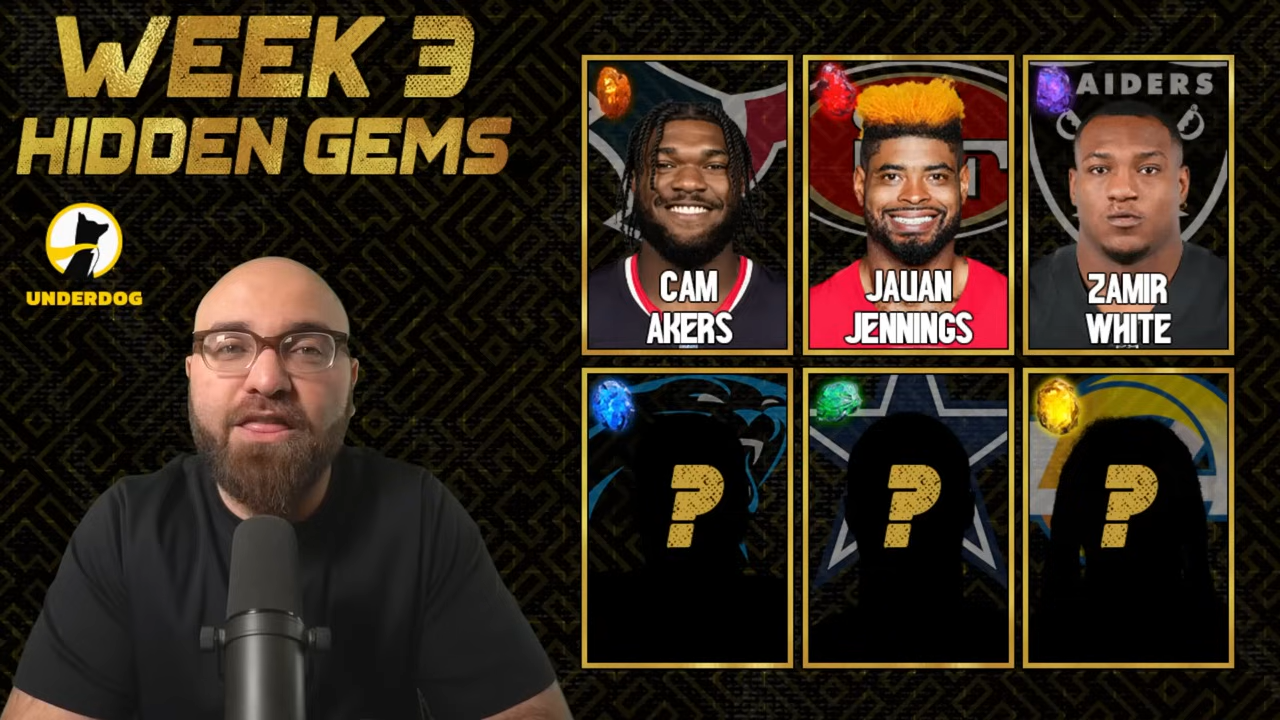 WEEK 3
HIDDEN GEMS
UNDERDOG
CAM
AKERS
JAUAN
JENNINGS
AIDERS
ZAMIR
WHITE
?
?
?